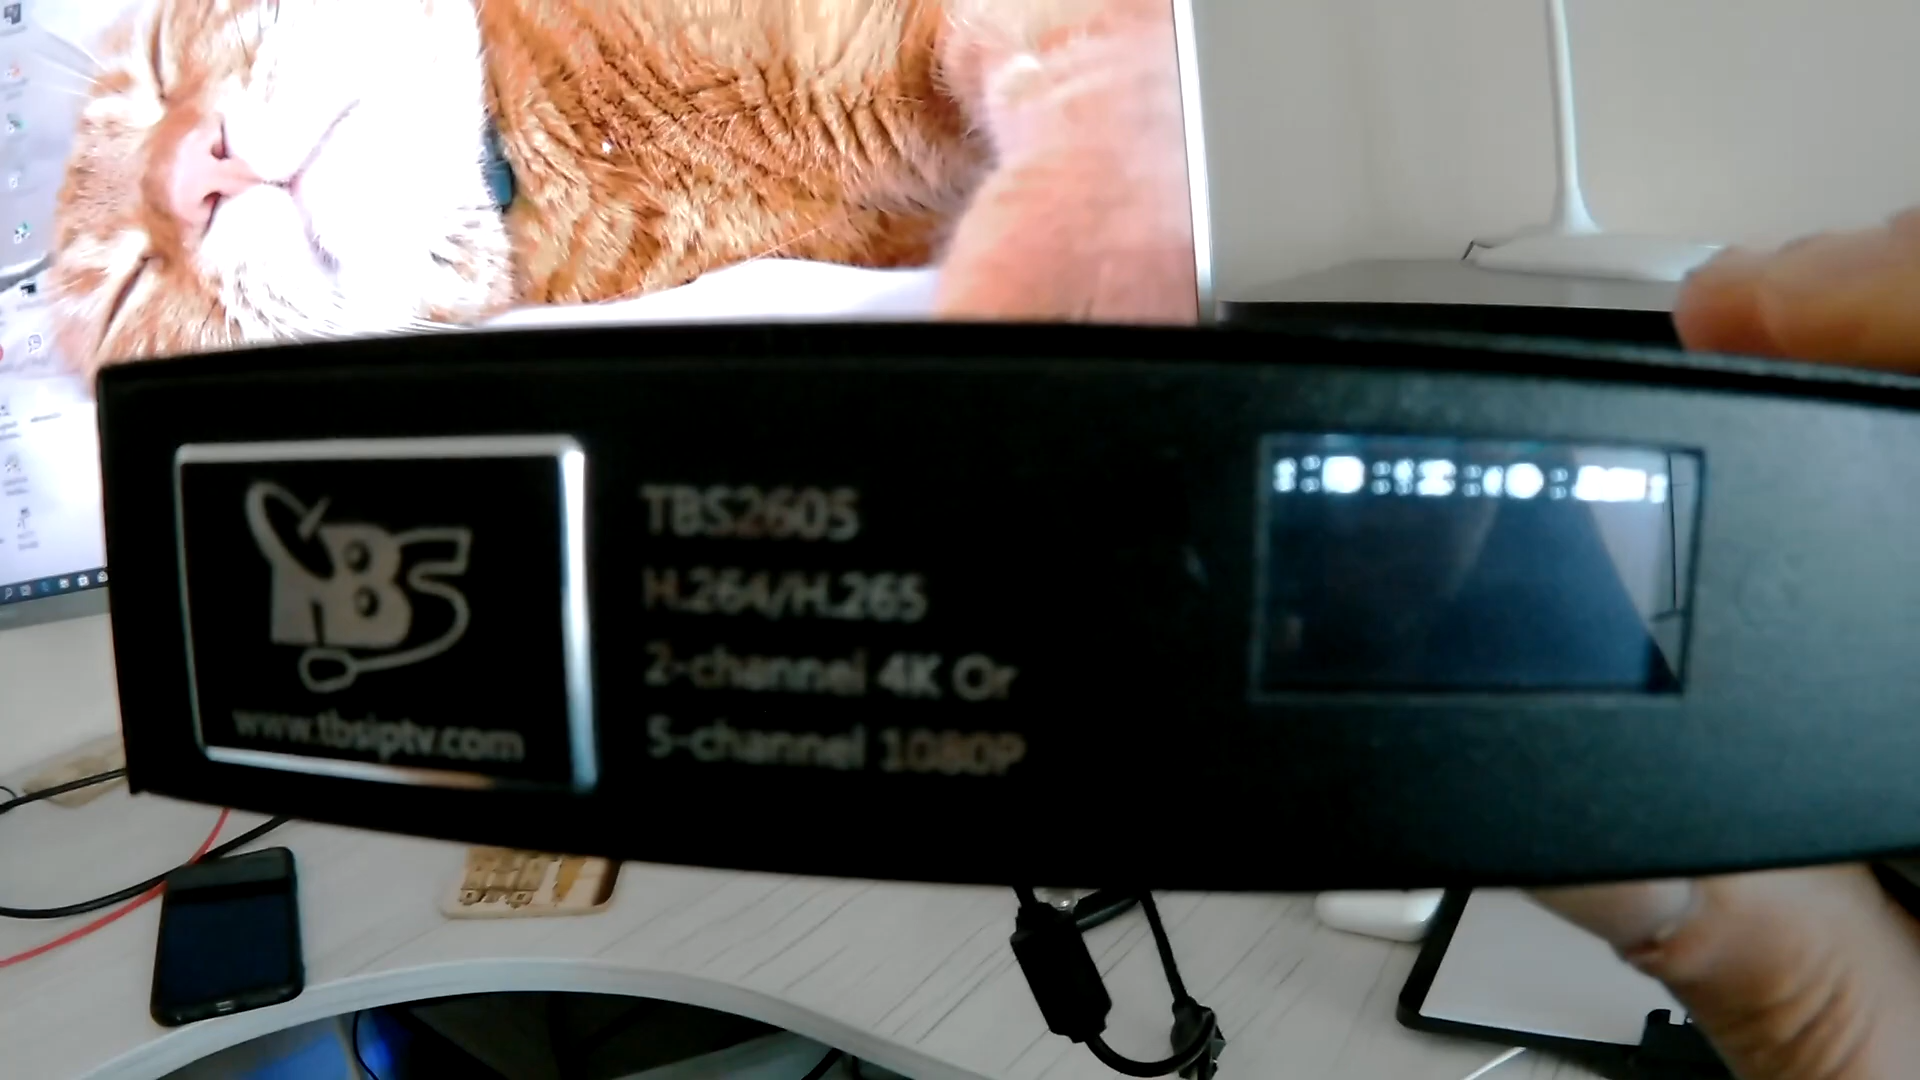 TBS
www.tbsiptv.com
TBS2605
H.264/H.265
2-channel 4K Or
5-channel 1080P